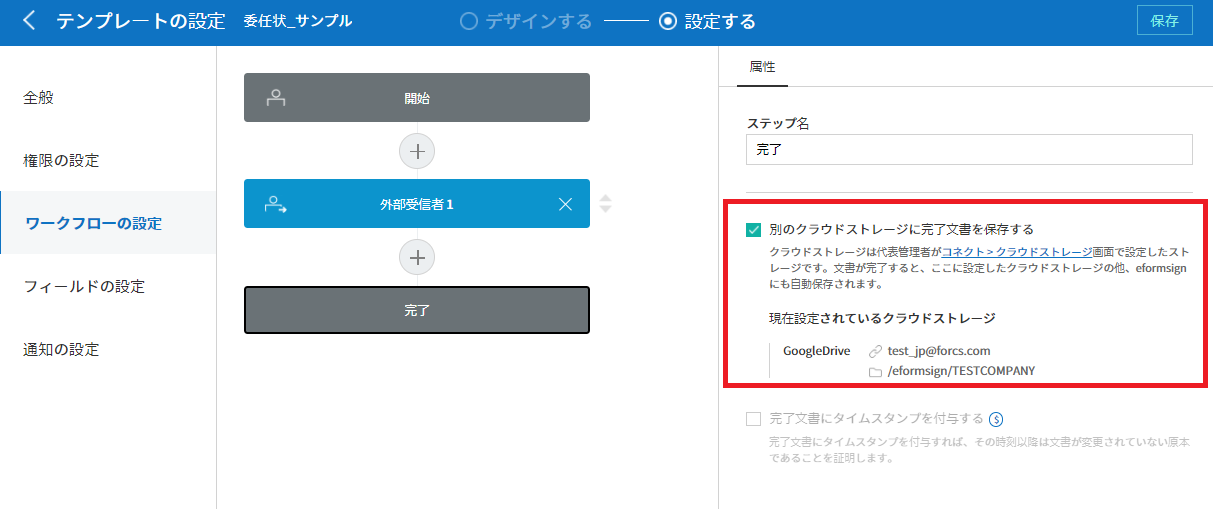 テンプレートの設定 委任状_サンプル デザインする 設定する 保存
全般
権限の設定
ワークフローの設定
フィールドの設定
通知の設定
開始
外部受信者 1
完了
属性
ステップ名
完了
別のクラウドストレージに完了文書を保存する
クラウドストレージは代表管理者がコネクト > クラウドストレージ画面で設定したスト
レージです。文書が完了すると、ここに設定したクラウドストレージの他、eformsign
にも自動保存されます。
現在設定されているクラウドストレージ
GoogleDrive test_jp@forcs.com
/eformsign/TESTCOMPANY
完了文書にタイムスタンプを付与する $
完了文書にタイムスタンプを付与すれば、その時刻以降は文書が変更されていない原本
であることを証明します。